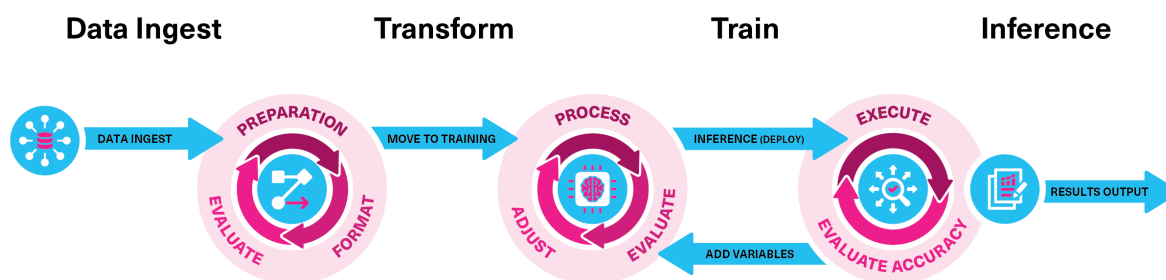 Data Ingest
Transform
Train
Inference
DATA INGEST
PREPARATION
FORMAT
EVALUATE
MOVE TO TRAINING
PROCESS
EVALUATE
ADJUST
INFERENCE (DEPLOY)
ADD VARIABLES
EXECUTE
EVALUATE ACCURACY
RESULTS OUTPUT